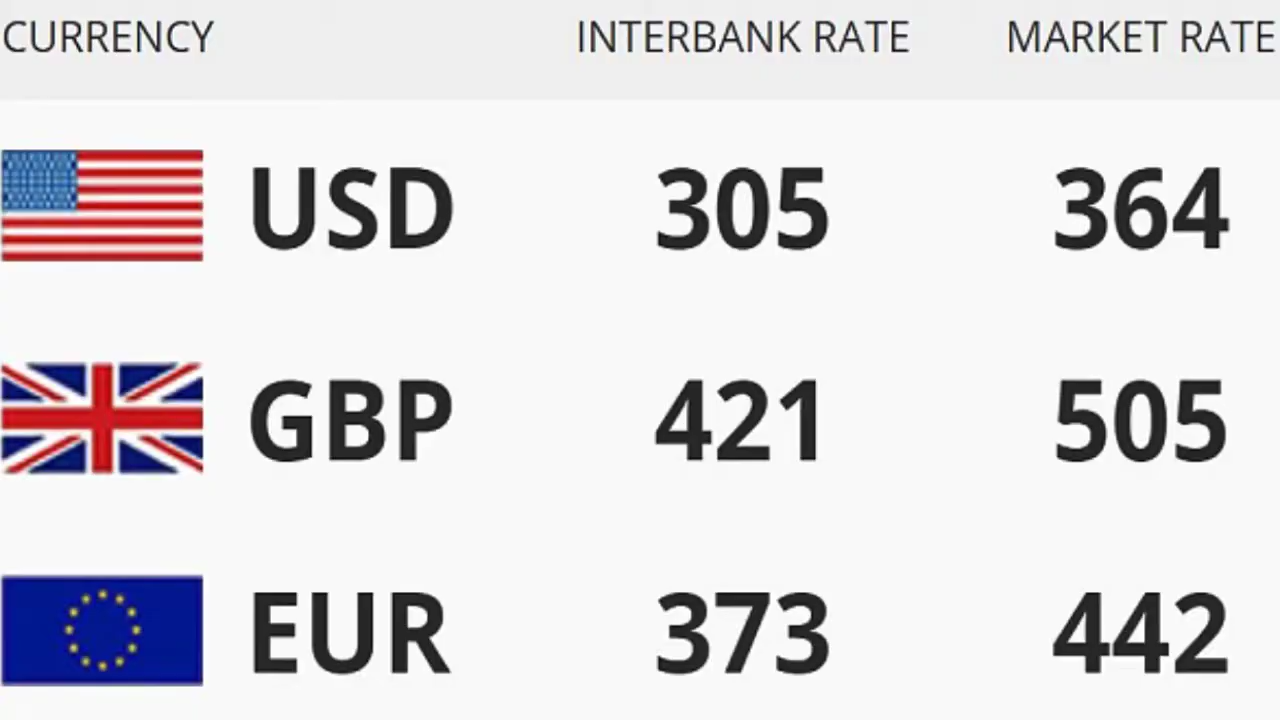 CURRENCY INTERBANK RATE MARKET RATE
USD 305 364
GBP 421 505
EUR 373 442